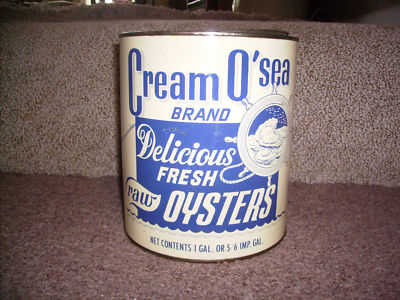 Cream O'sea
BRAND
Delicious
FRESH
raw OYSTERS
NET CONTENTS 1 GAL. OR 5/6 IMP. GAL.